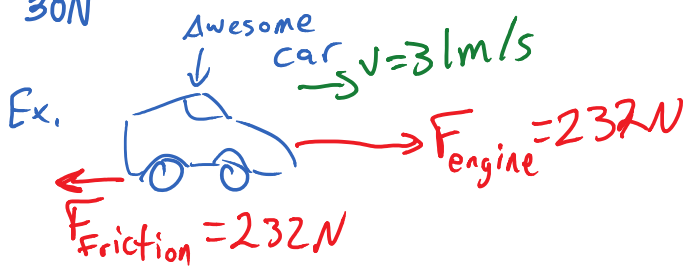 30N
Awesome
car
V=31m/s
Ex.
Fengine=232N
FFriction=232N